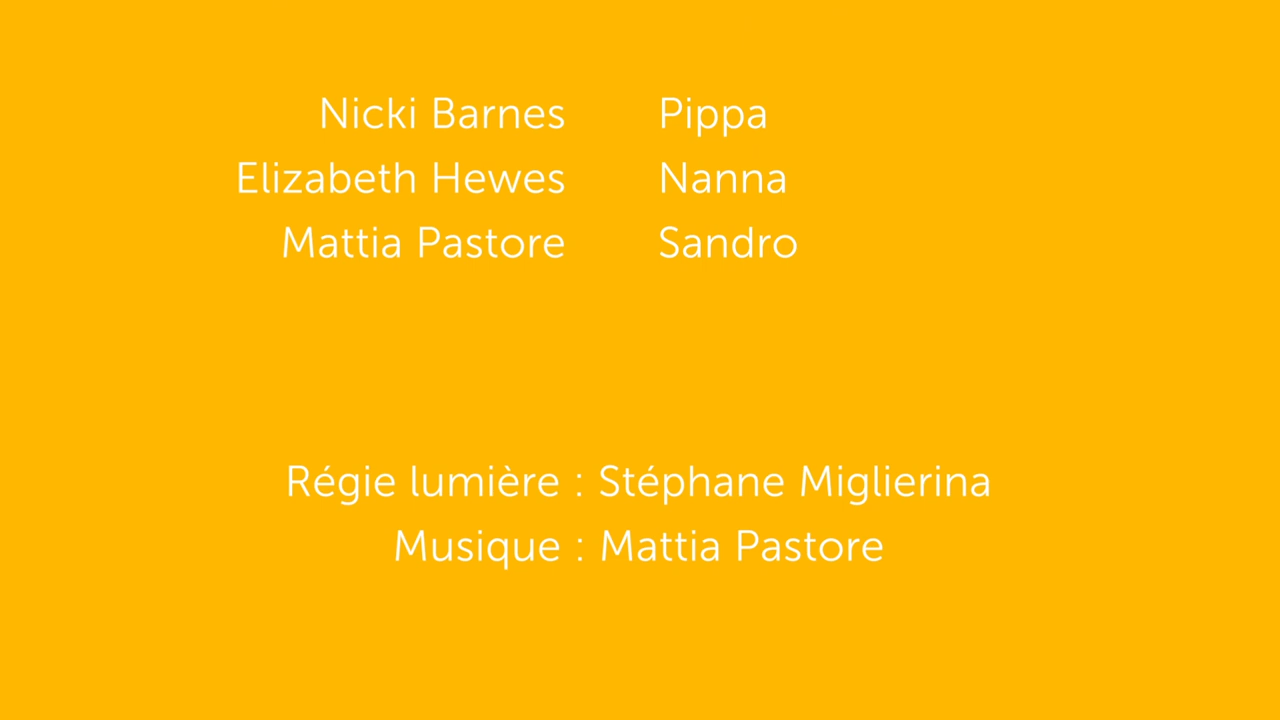 Nicki Barnes Pippa
Elizabeth Hewes Nanna
Mattia Pastore Sandro
Régie lumière : Stéphane Miglierina
Musique : Mattia Pastore